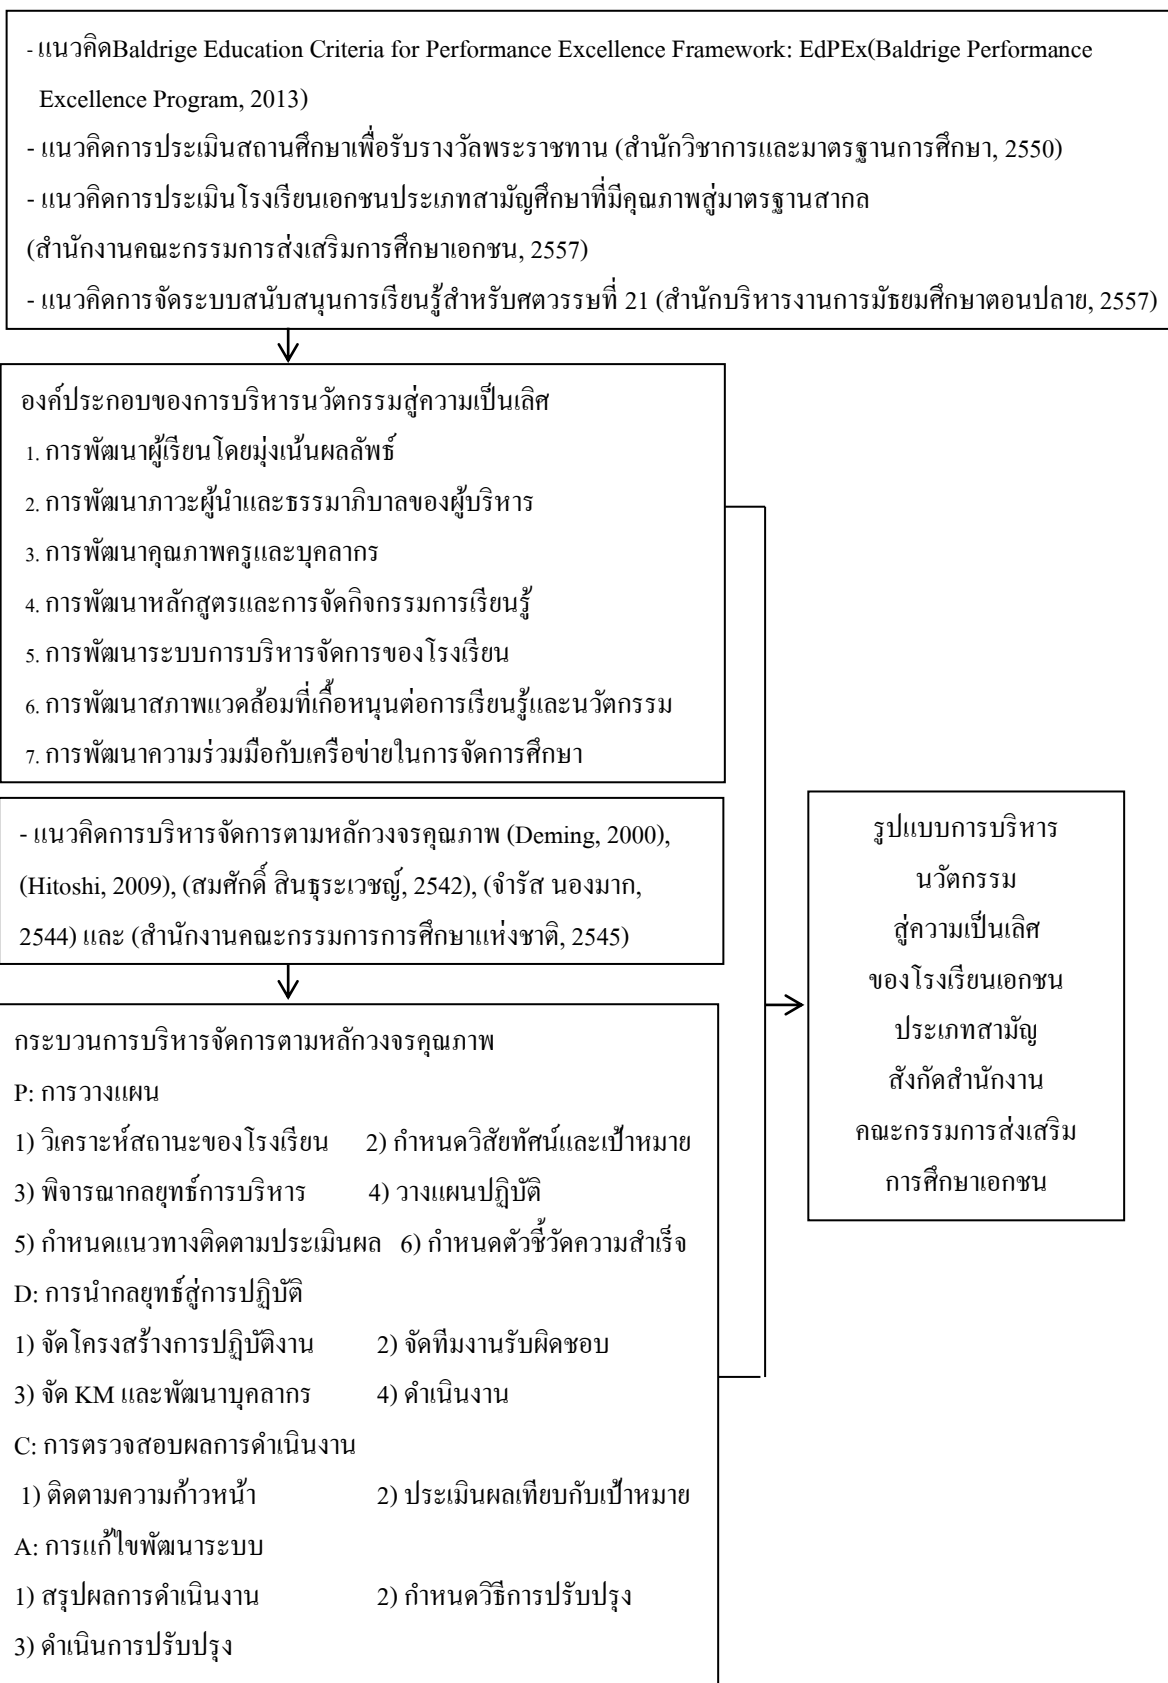 - แนวคิดBaldrige Education Criteria for Performance Excellence Framework: EdPEx(Baldrige Performance
Excellence Program, 2013)
- แนวคิดการประเมินสถานศึกษาเพื่อรับรางวัลพระราชทาน (สำนักวิชาการและมาตรฐานการศึกษา, 2550)
- แนวคิดการประเมินโรงเรียนเอกชนประเภทสามัญศึกษาที่มีคุณภาพสู่มาตรฐานสากล
(สำนักงานคณะกรรมการส่งเสริมการศึกษาเอกชน, 2557)
- แนวคิดการจัดระบบสนับสนุนการเรียนรู้สำหรับศตวรรษที่ 21 (สำนักบริหารงานการมัธยมศึกษาตอนปลาย, 2557)
องค์ประกอบของการบริหารนวัตกรรมสู่ความเป็นเลิศ
1. การพัฒนาผู้เรียนโดยมุ่งเน้นผลลัพธ์
2. การพัฒนาภาวะผู้นำและธรรมาภิบาลของผู้บริหาร
3. การพัฒนาคุณภาพครูและบุคลากร
4. การพัฒนาหลักสูตรและการจัดกิจกรรมการเรียนรู้
5. การพัฒนาระบบการบริหารจัดการของโรงเรียน
6. การพัฒนาสภาพแวดล้อมที่เกื้อหนุนต่อการเรียนรู้และนวัตกรรม
7. การพัฒนาความร่วมมือกับเครือข่ายในการจัดการศึกษา
- แนวคิดการบริหารจัดการตามหลักวงจรคุณภาพ (Deming, 2000),
(Hitoshi, 2009), (สมศักดิ์ สินธุระเวชญ์, 2542), (จำรัส นองมาก,
2544) และ (สำนักงานคณะกรรมการการศึกษาแห่งชาติ, 2545)
กระบวนการบริหารจัดการตามหลักวงจรคุณภาพ
P: การวางแผน
1) วิเคราะห์สถานะของโรงเรียน 2) กำหนดวิสัยทัศน์และเป้าหมาย
3) พิจารณากลยุทธ์การบริหาร 4) วางแผนปฏิบัติ
5) กำหนดแนวทางติดตามประเมินผล 6) กำหนดตัวชี้วัดความสำเร็จ
D: การนำกลยุทธ์สู่การปฏิบัติ
1) จัดโครงสร้างการปฏิบัติงาน 2) จัดทีมงานรับผิดชอบ
3) จัด KM และพัฒนาบุคลากร 4) ดำเนินงาน
C: การตรวจสอบผลการดำเนินงาน
1) ติดตามความก้าวหน้า 2) ประเมินผลเทียบกับเป้าหมาย
A: การแก้ไขพัฒนาระบบ
1) สรุปผลการดำเนินงาน 2) กำหนดวิธีการปรับปรุง
3) ดำเนินการปรับปรุง
รูปแบบการบริหาร
นวัตกรรม
สู่ความเป็นเลิศ
ของโรงเรียนเอกชน
ประเภทสามัญ
สังกัดสำนักงาน
คณะกรรมการส่งเสริม
การศึกษาเอกชน